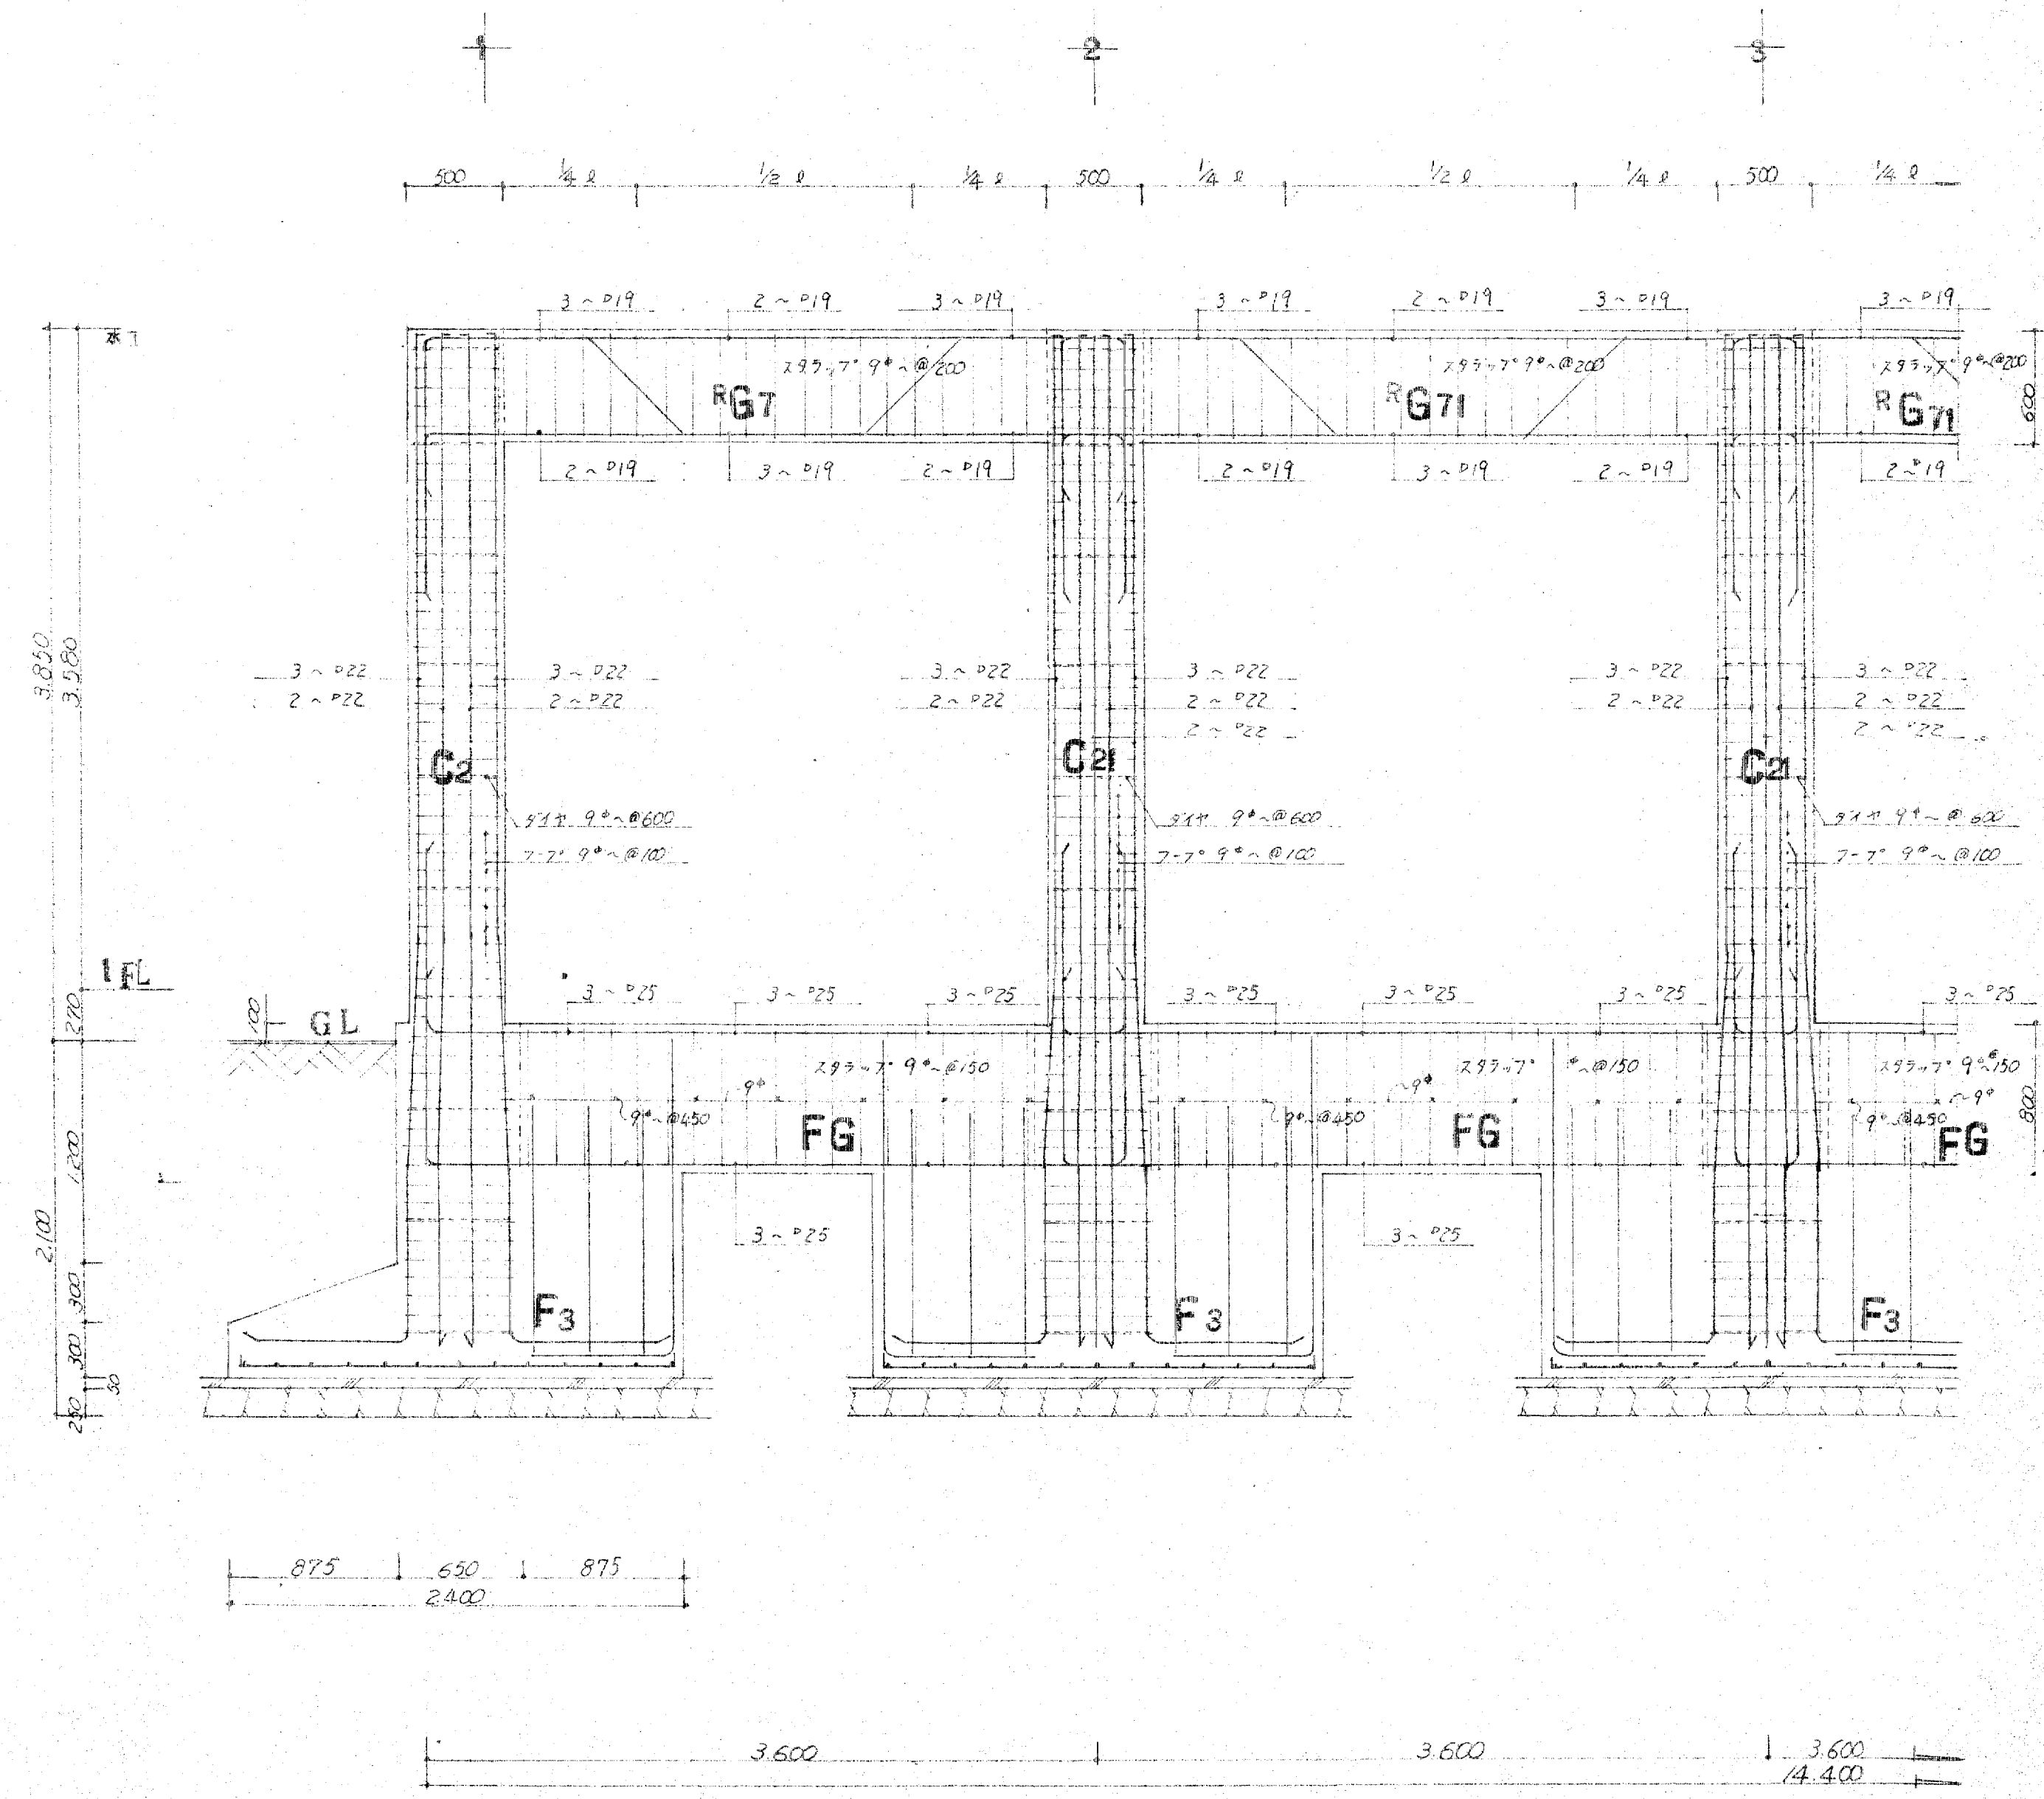 1 2 3
500 1/4 ℓ 1/2 ℓ 1/4 ℓ 500 1/4 ℓ 1/2 ℓ 1/4 ℓ 500 1/4 ℓ
3~D19 2~D19 3~D19 3~D19 2~D19 3~D19 3~D19
スタラップ 9φ~@200 スタラップ 9φ~@200 スタラップ 9φ~@200
RG7 RG71 RG71
600
2~D19 3~D19 2~D19 2~D19 3~D19 2~D19 2~D19
3.850
3.580
3~D22 3~D22 3~D22 3~D22 3~D22 3~D22
2~D22 2~D22 2~D22 2~D22 2~D22 2~D22
2~D22 2~D22
C2 C21 C21
ダイヤ 9φ~@600 ダイヤ 9φ~@600 ダイヤ 9φ~@600
フープ 9φ~@100 フープ 9φ~@100 フープ 9φ~@100
1FL
270
3~D25 3~D25 3~D25 3~D25 3~D25 3~D25 3~D25
100 GL
スタラップ 9φ~@150 スタラップ φ~@150 スタラップ 9φ~150
~9φ ~9φ ~9φ
9φ~@450 9φ~@450 9φ~@450
FG FG FG
800
1.200
2.100
3~D25 3~D25
300
F3 F3 F3
300
50
250
875 650 875
2.400
3.600 3.600 3.600
14.400